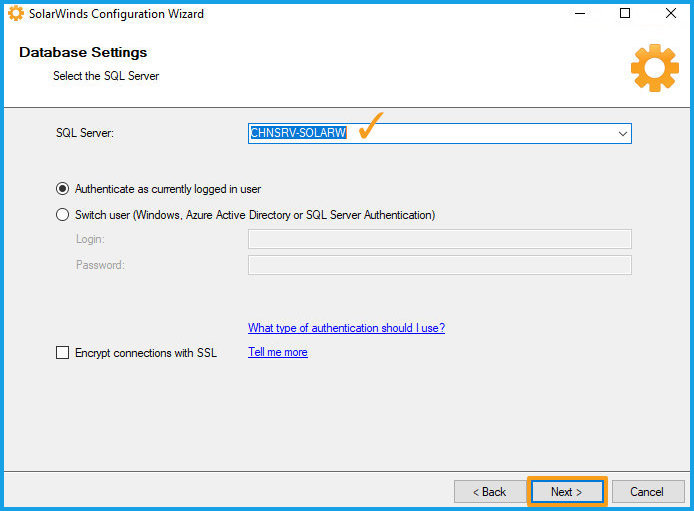 SolarWinds Configuration Wizard
Database Settings
Select the SQL Server
SQL Server:
CHNSRV-SOLARW
Authenticate as currently logged in user
Switch user (Windows, Azure Active Directory or SQL Server Authentication)
Login:
Password:
What type of authentication should I use?
Encrypt connections with SSL
Tell me more
< Back
Next >
Cancel